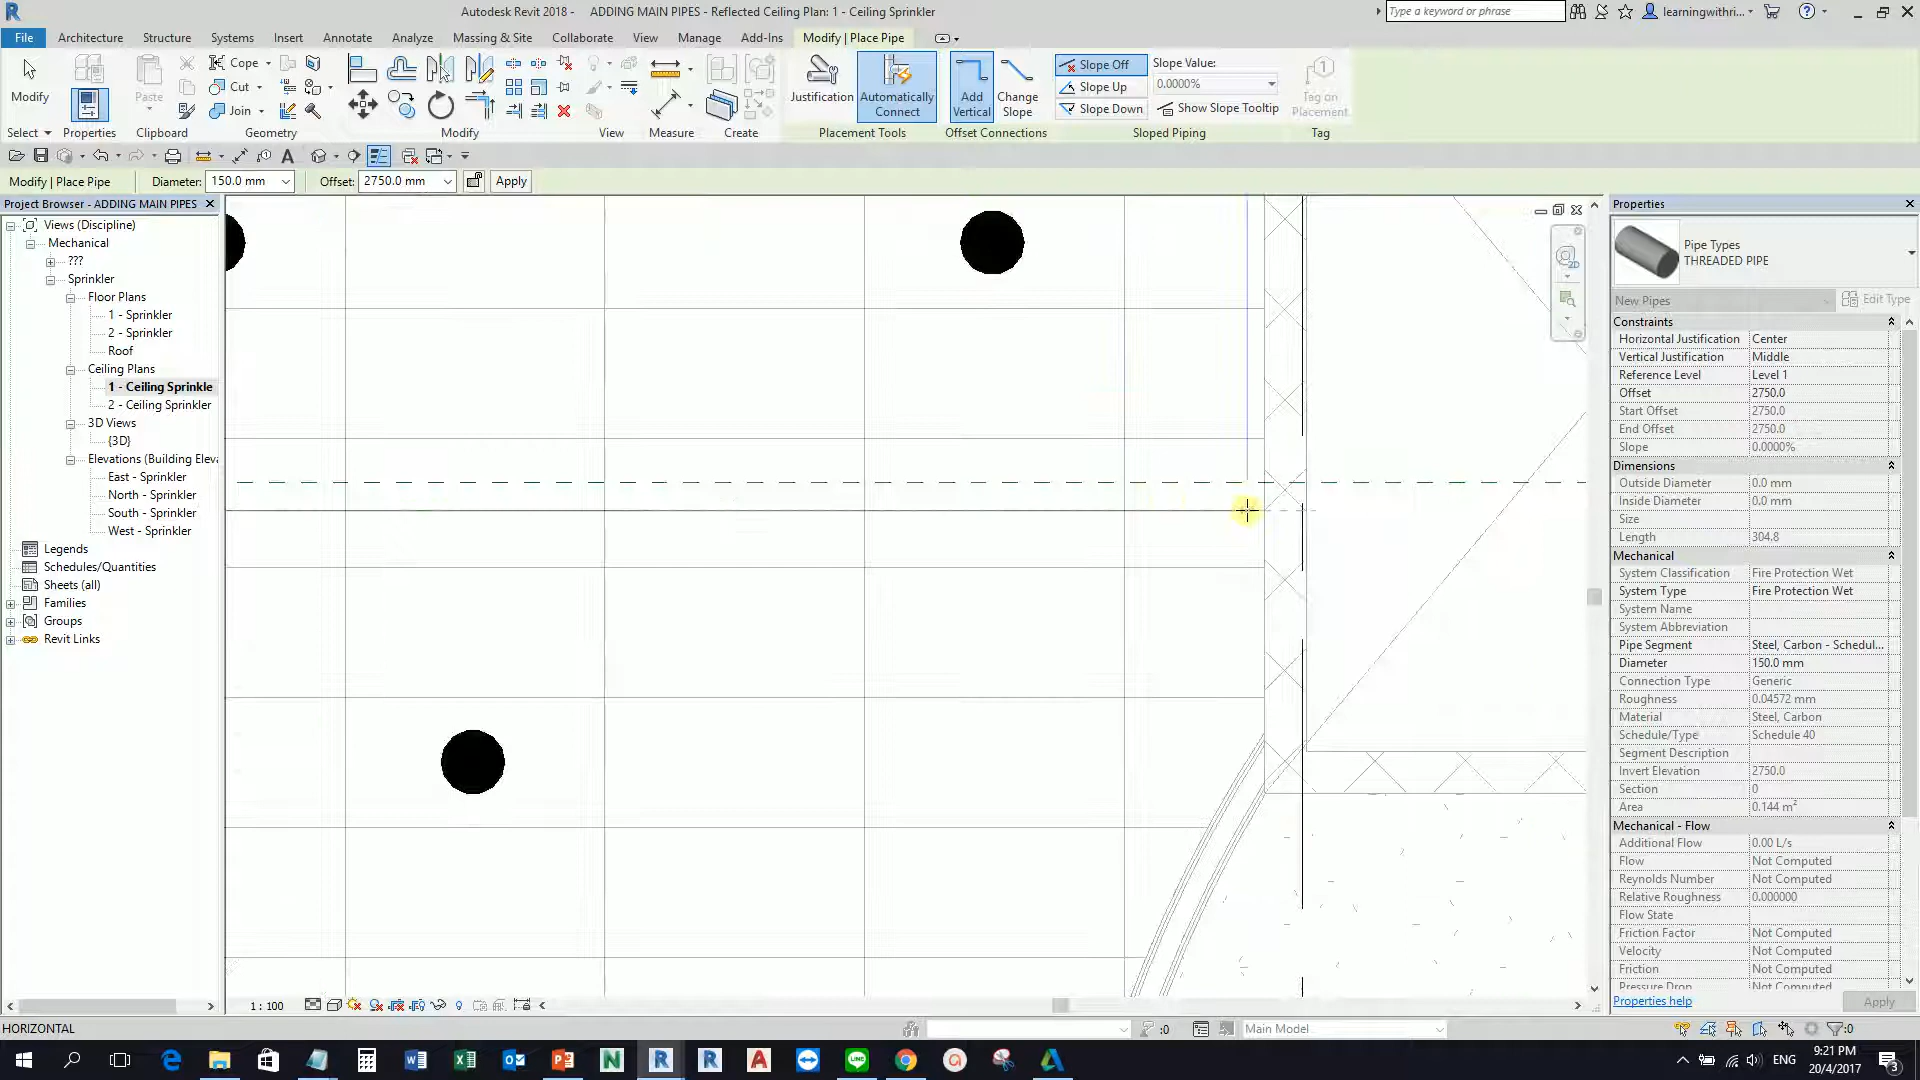 Autodesk Revit 2018 - ADDING MAIN PIPES - Reflected Ceiling Plan: 1 - Ceiling Sprinkler
Type a keyword or phrase
learningwithri...
File Architecture Structure Systems Insert Annotate Analyze Massing & Site Collaborate View Manage Add-Ins Modify | Place Pipe
Modify
Paste
Cope
Cut
Join
Justification
Automatically Connect
Add Vertical
Change Slope
Slope Off
Slope Up
Slope Down
Slope Value:
0.0000%
Show Slope Tooltip
Tag on Placement
Select Properties Clipboard Geometry Modify View Measure Create Placement Tools Offset Connections Sloped Piping Tag
Modify | Place Pipe Diameter: 150.0 mm Offset: 2750.0 mm Apply
Project Browser - ADDING MAIN PIPES
Views (Discipline)
Mechanical
???
Sprinkler
Floor Plans
1 - Sprinkler
2 - Sprinkler
Roof
Ceiling Plans
1 - Ceiling Sprinkle
2 - Ceiling Sprinkler
3D Views
{3D}
Elevations (Building Eleva
East - Sprinkler
North - Sprinkler
South - Sprinkler
West - Sprinkler
Legends
Schedules/Quantities
Sheets (all)
Families
Groups
Revit Links
2D
Properties
Pipe Types
THREADED PIPE
New Pipes Edit Type
Constraints
Horizontal Justification Center
Vertical Justification Middle
Reference Level Level 1
Offset 2750.0
Start Offset 2750.0
End Offset 2750.0
Slope 0.0000%
Dimensions
Outside Diameter 0.0 mm
Inside Diameter 0.0 mm
Size
Length 304.8
Mechanical
System Classification Fire Protection Wet
System Type Fire Protection Wet
System Name
System Abbreviation
Pipe Segment Steel, Carbon - Schedul...
Diameter 150.0 mm
Connection Type Generic
Roughness 0.04572 mm
Material Steel, Carbon
Schedule/Type Schedule 40
Segment Description
Invert Elevation 2750.0
Section 0
Area 0.144 m²
Mechanical - Flow
Additional Flow 0.00 L/s
Flow Not Computed
Reynolds Number Not Computed
Relative Roughness 0.000000
Flow State
Friction Factor Not Computed
Velocity Not Computed
Friction Not Computed
Pressure Drop Not Computed
Properties help Apply
1 : 100
HORIZONTAL
:0
Main Model
:0
ENG
9:21 PM
20/4/2017
3